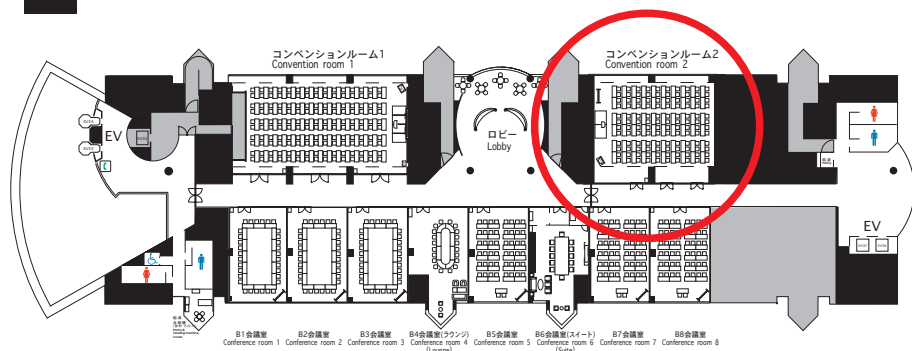 コンベンションルーム1
Convention room 1
コンベンションルーム2
Convention room 2
ロビー
Lobby
EV
EV
B1会議室
Conference room 1
B2会議室
Conference room 2
B3会議室
Conference room 3
B4会議室(ラウンジ)
Conference room 4
(Lounge)
B5会議室
Conference room 5
B6会議室(スイート)
Conference room 6
(Suite)
B7会議室
Conference room 7
B8会議室
Conference room 8